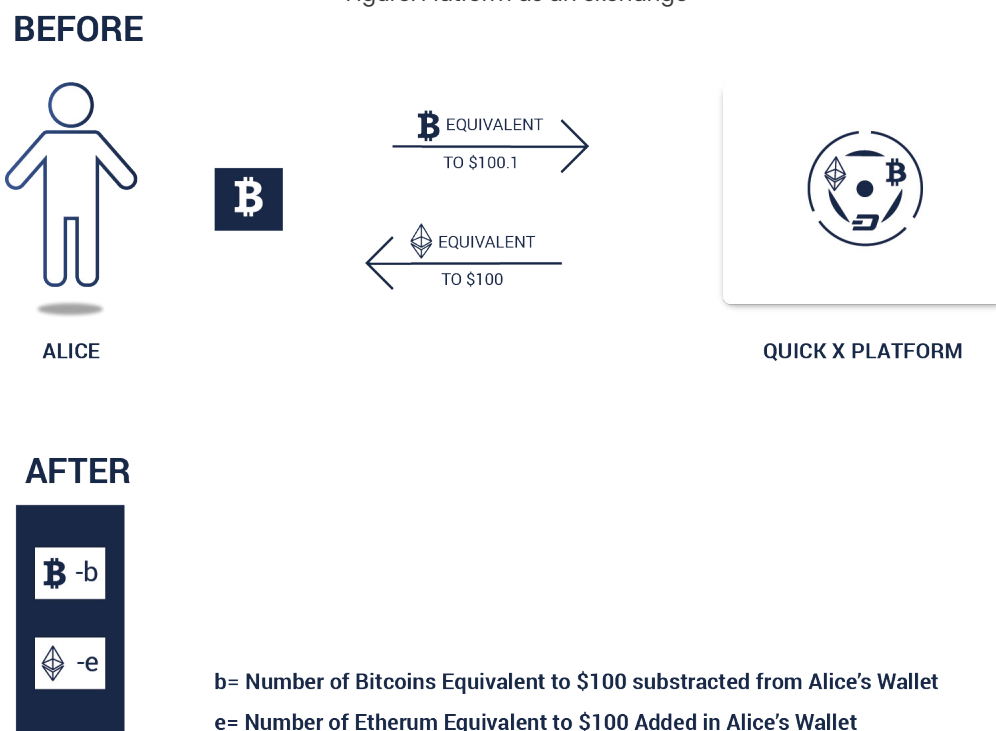 BEFORE
EQUIVALENT
TO $100.1
EQUIVALENT
TO $100
ALICE
QUICK X PLATFORM
AFTER
-b
-e
b= Number of Bitcoins Equivalent to $100 substracted from Alice's Wallet
e= Number of Etherum Equivalent to $100 Added in Alice's Wallet